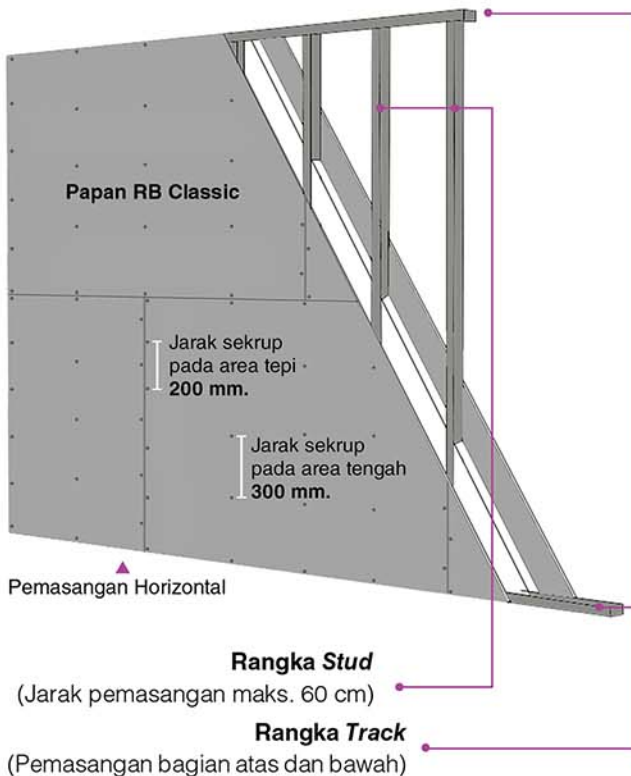 Papan RB Classic
Jarak sekrup
pada area tepi
200 mm.
Jarak sekrup
pada area tengah
300 mm.
Pemasangan Horizontal
Rangka Stud
(Jarak pemasangan maks. 60 cm)
Rangka Track
(Pemasangan bagian atas dan bawah)